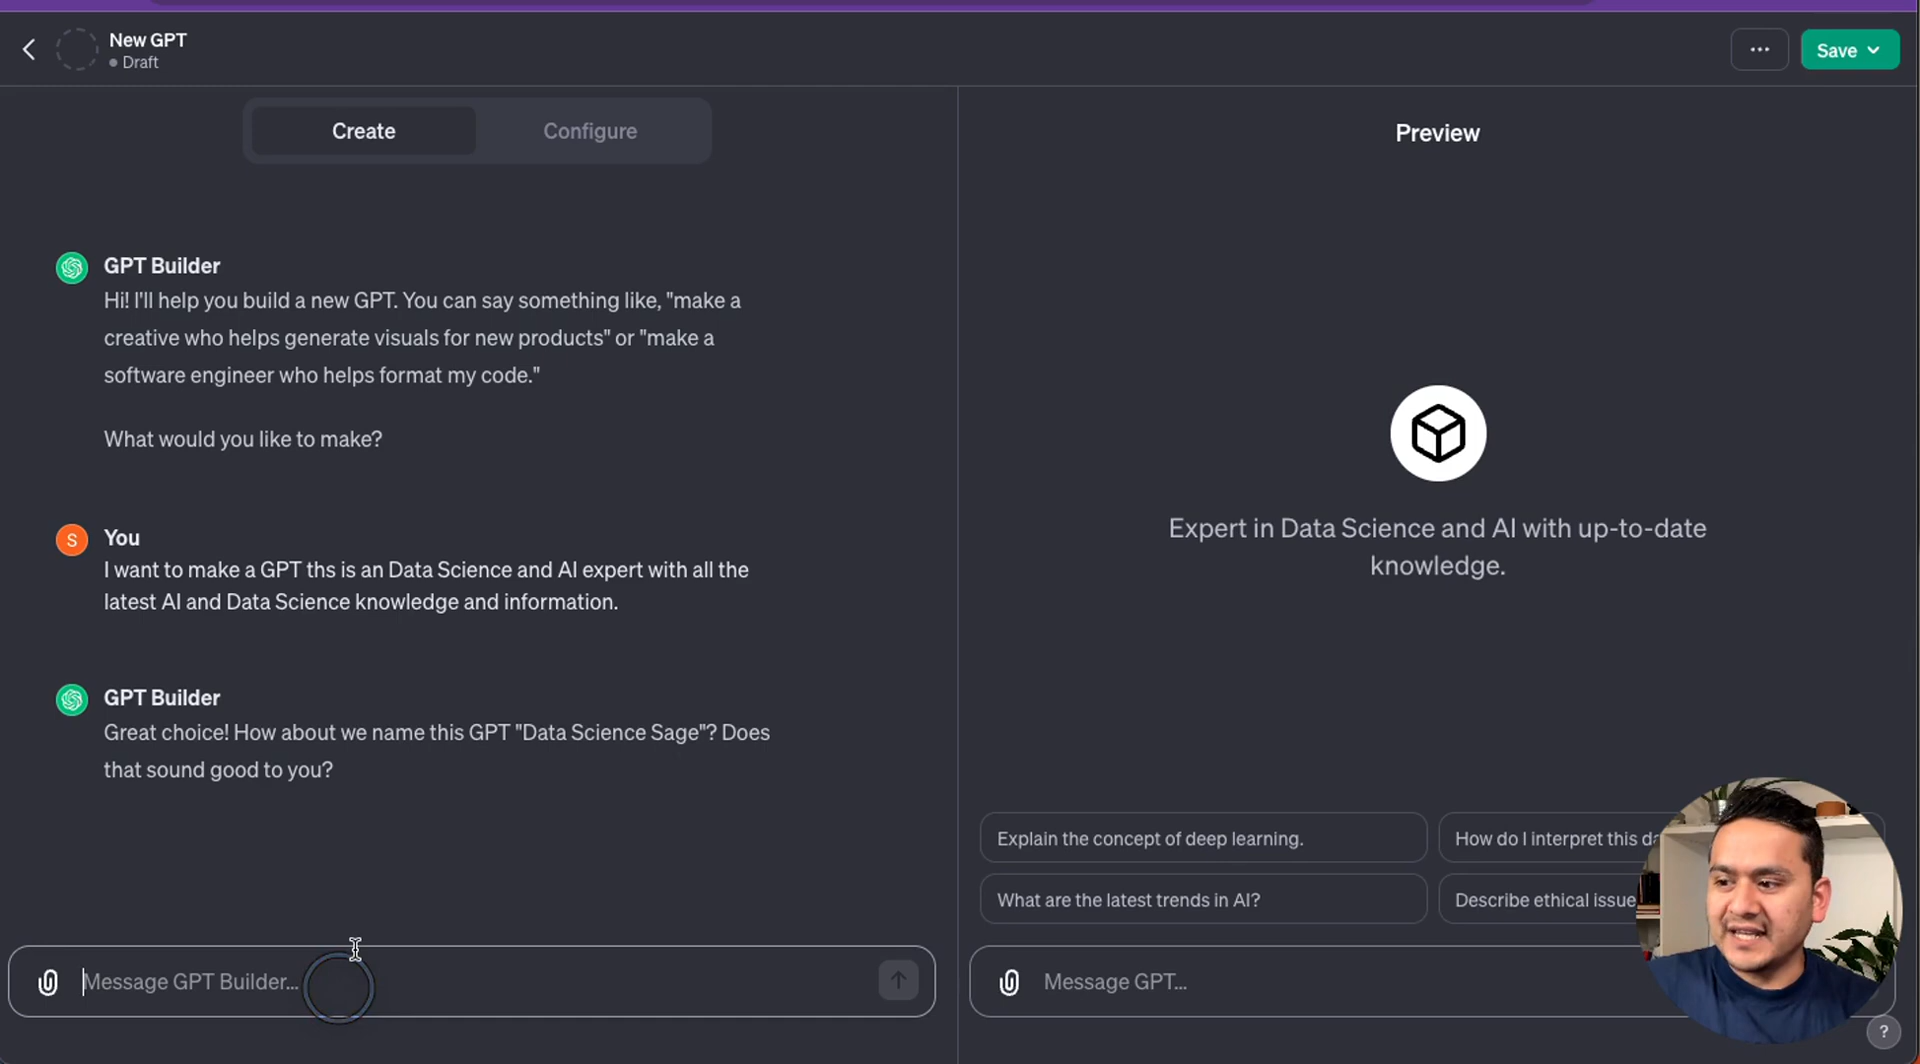 New GPT
Draft
...
Save
Create
Configure
Preview
GPT Builder
Hi! I'll help you build a new GPT. You can say something like, "make a
creative who helps generate visuals for new products" or "make a
software engineer who helps format my code."
What would you like to make?
S
You
I want to make a GPT ths is an Data Science and AI expert with all the
latest AI and Data Science knowledge and information.
GPT Builder
Great choice! How about we name this GPT "Data Science Sage"? Does
that sound good to you?
Message GPT Builder...
Expert in Data Science and AI with up-to-date
knowledge.
Explain the concept of deep learning.
How do I interpret this
What are the latest trends in AI?
Describe ethical issue
Message GPT...
?